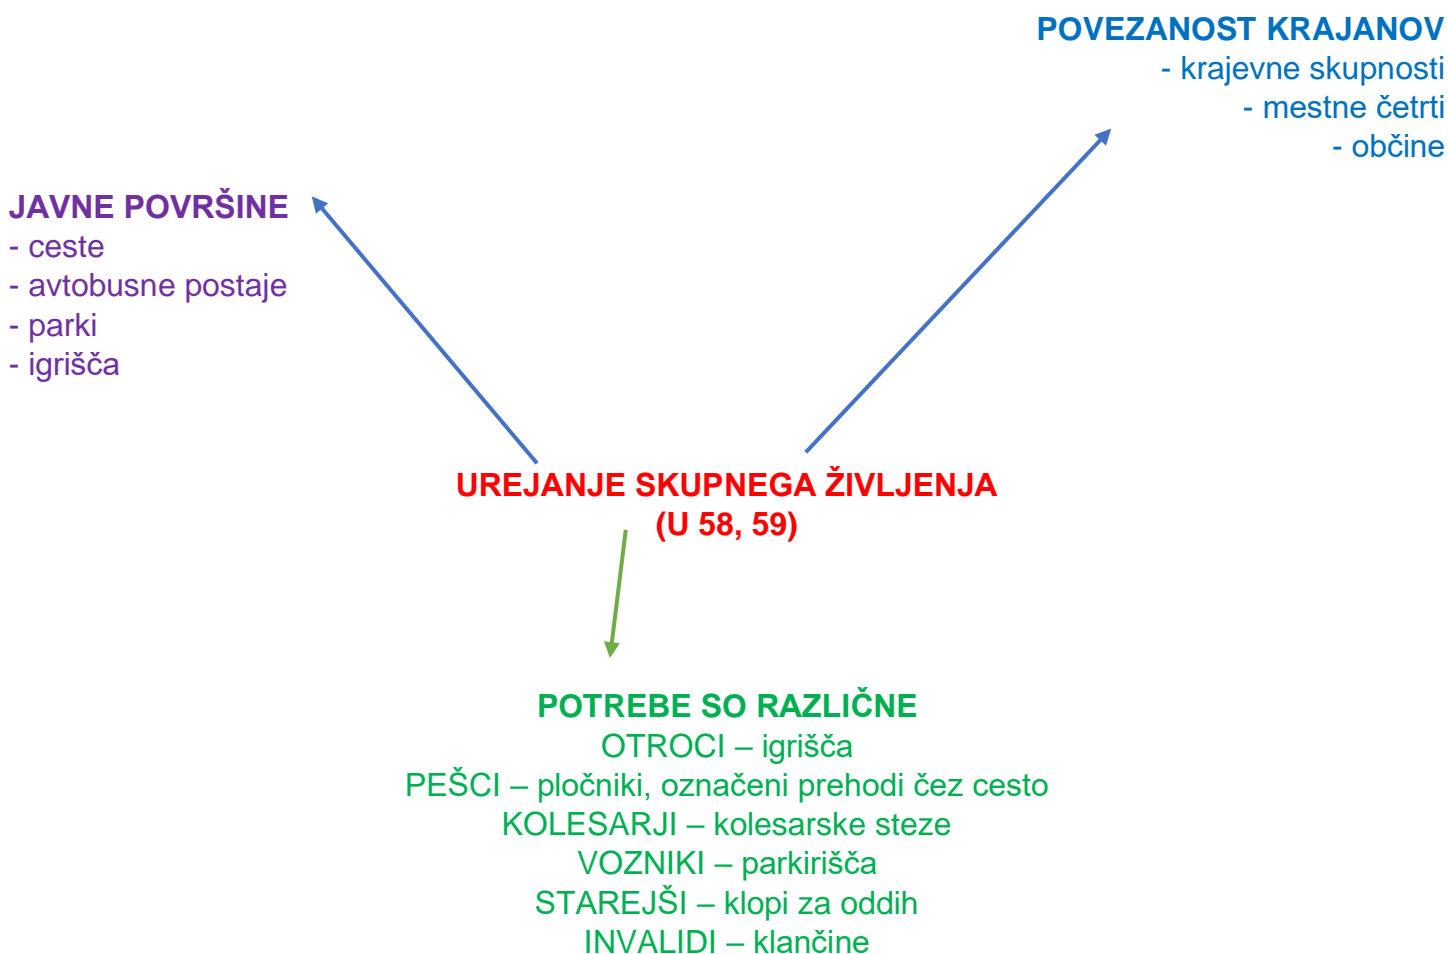 POVEZANOST KRAJANOV
- krajevne skupnosti
- mestne četrti
- občine
JAVNE POVRŠINE
- ceste
- avtobusne postaje
- parki
- igrišča
UREJANJE SKUPNEGA ŽIVLJENJA
(U 58, 59)
POTREBE SO RAZLIČNE
OTROCI – igrišča
PEŠCI – pločniki, označeni prehodi čez cesto
KOLESARJI – kolesarske steze
VOZNIKI – parkirišča
STAREJŠI – klopi za oddih
INVALIDI – klančine